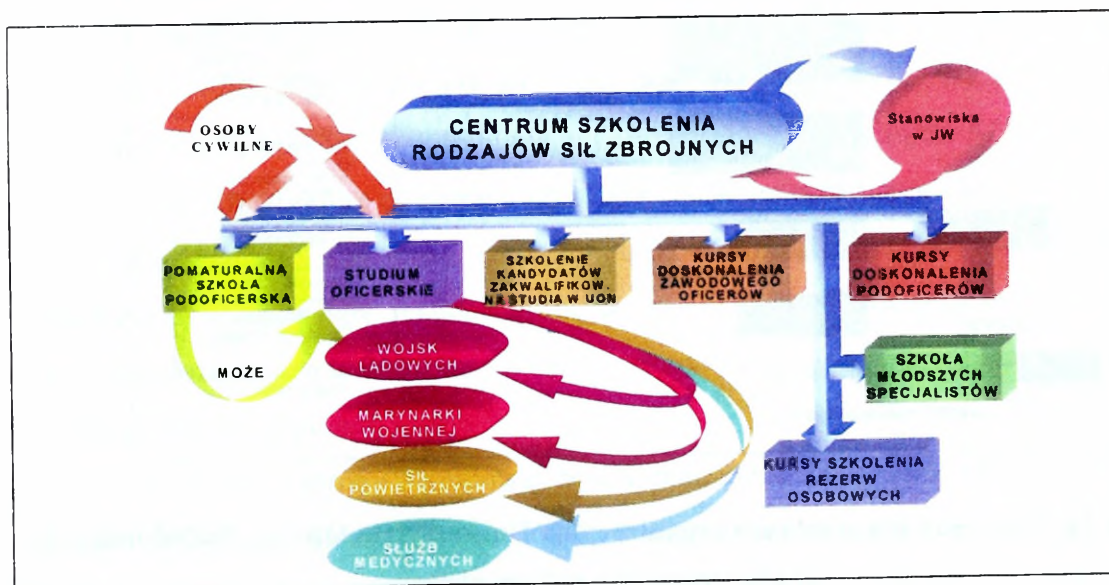 OSOBY
CYWILNE
CENTRUM SZKOLENIA
RODZAJÓW SIŁ ZBROJNYCH
Stanowiska
w JW
POMATURALNĄ
SZKOŁA
PODOFICERSKA
STUDIUM
OFICERSKIE
SZKOLENIE
KANDYDATÓW
ZAKWALIFIKOW.
NA STUDIA W UON
KURSY
DOSKONALENIA
ZAWODOWEGO
OFICERÓW
KURSY
DOSKONALENIA
PODOFICERÓW
MOŻE
WOJSK
LĄDOWYCH
MARYNARKI
WOJENNEJ
SIŁ
POWIETRZNYCH
SŁUŻB
MEDYCZNYCH
SZKOŁA
MŁODSZYCH
SPECJALISTÓW
KURSY SZKOLENIA
REZERW
OSOBOWYCH